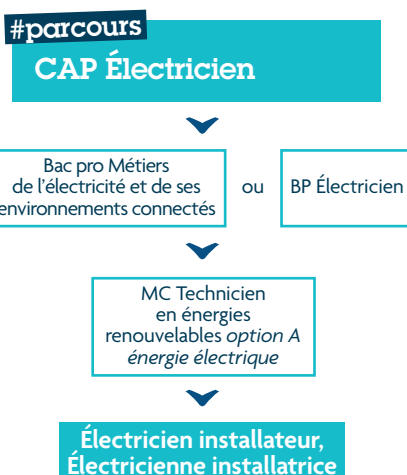 #parcours
CAP Électricien
Bac pro Métiers
de l'électricité et de ses
environnements connectés
ou
BP Électricien
MC Technicien
en énergies
renouvelables option A
énergie électrique
Électricien installateur,
Électricienne installatrice